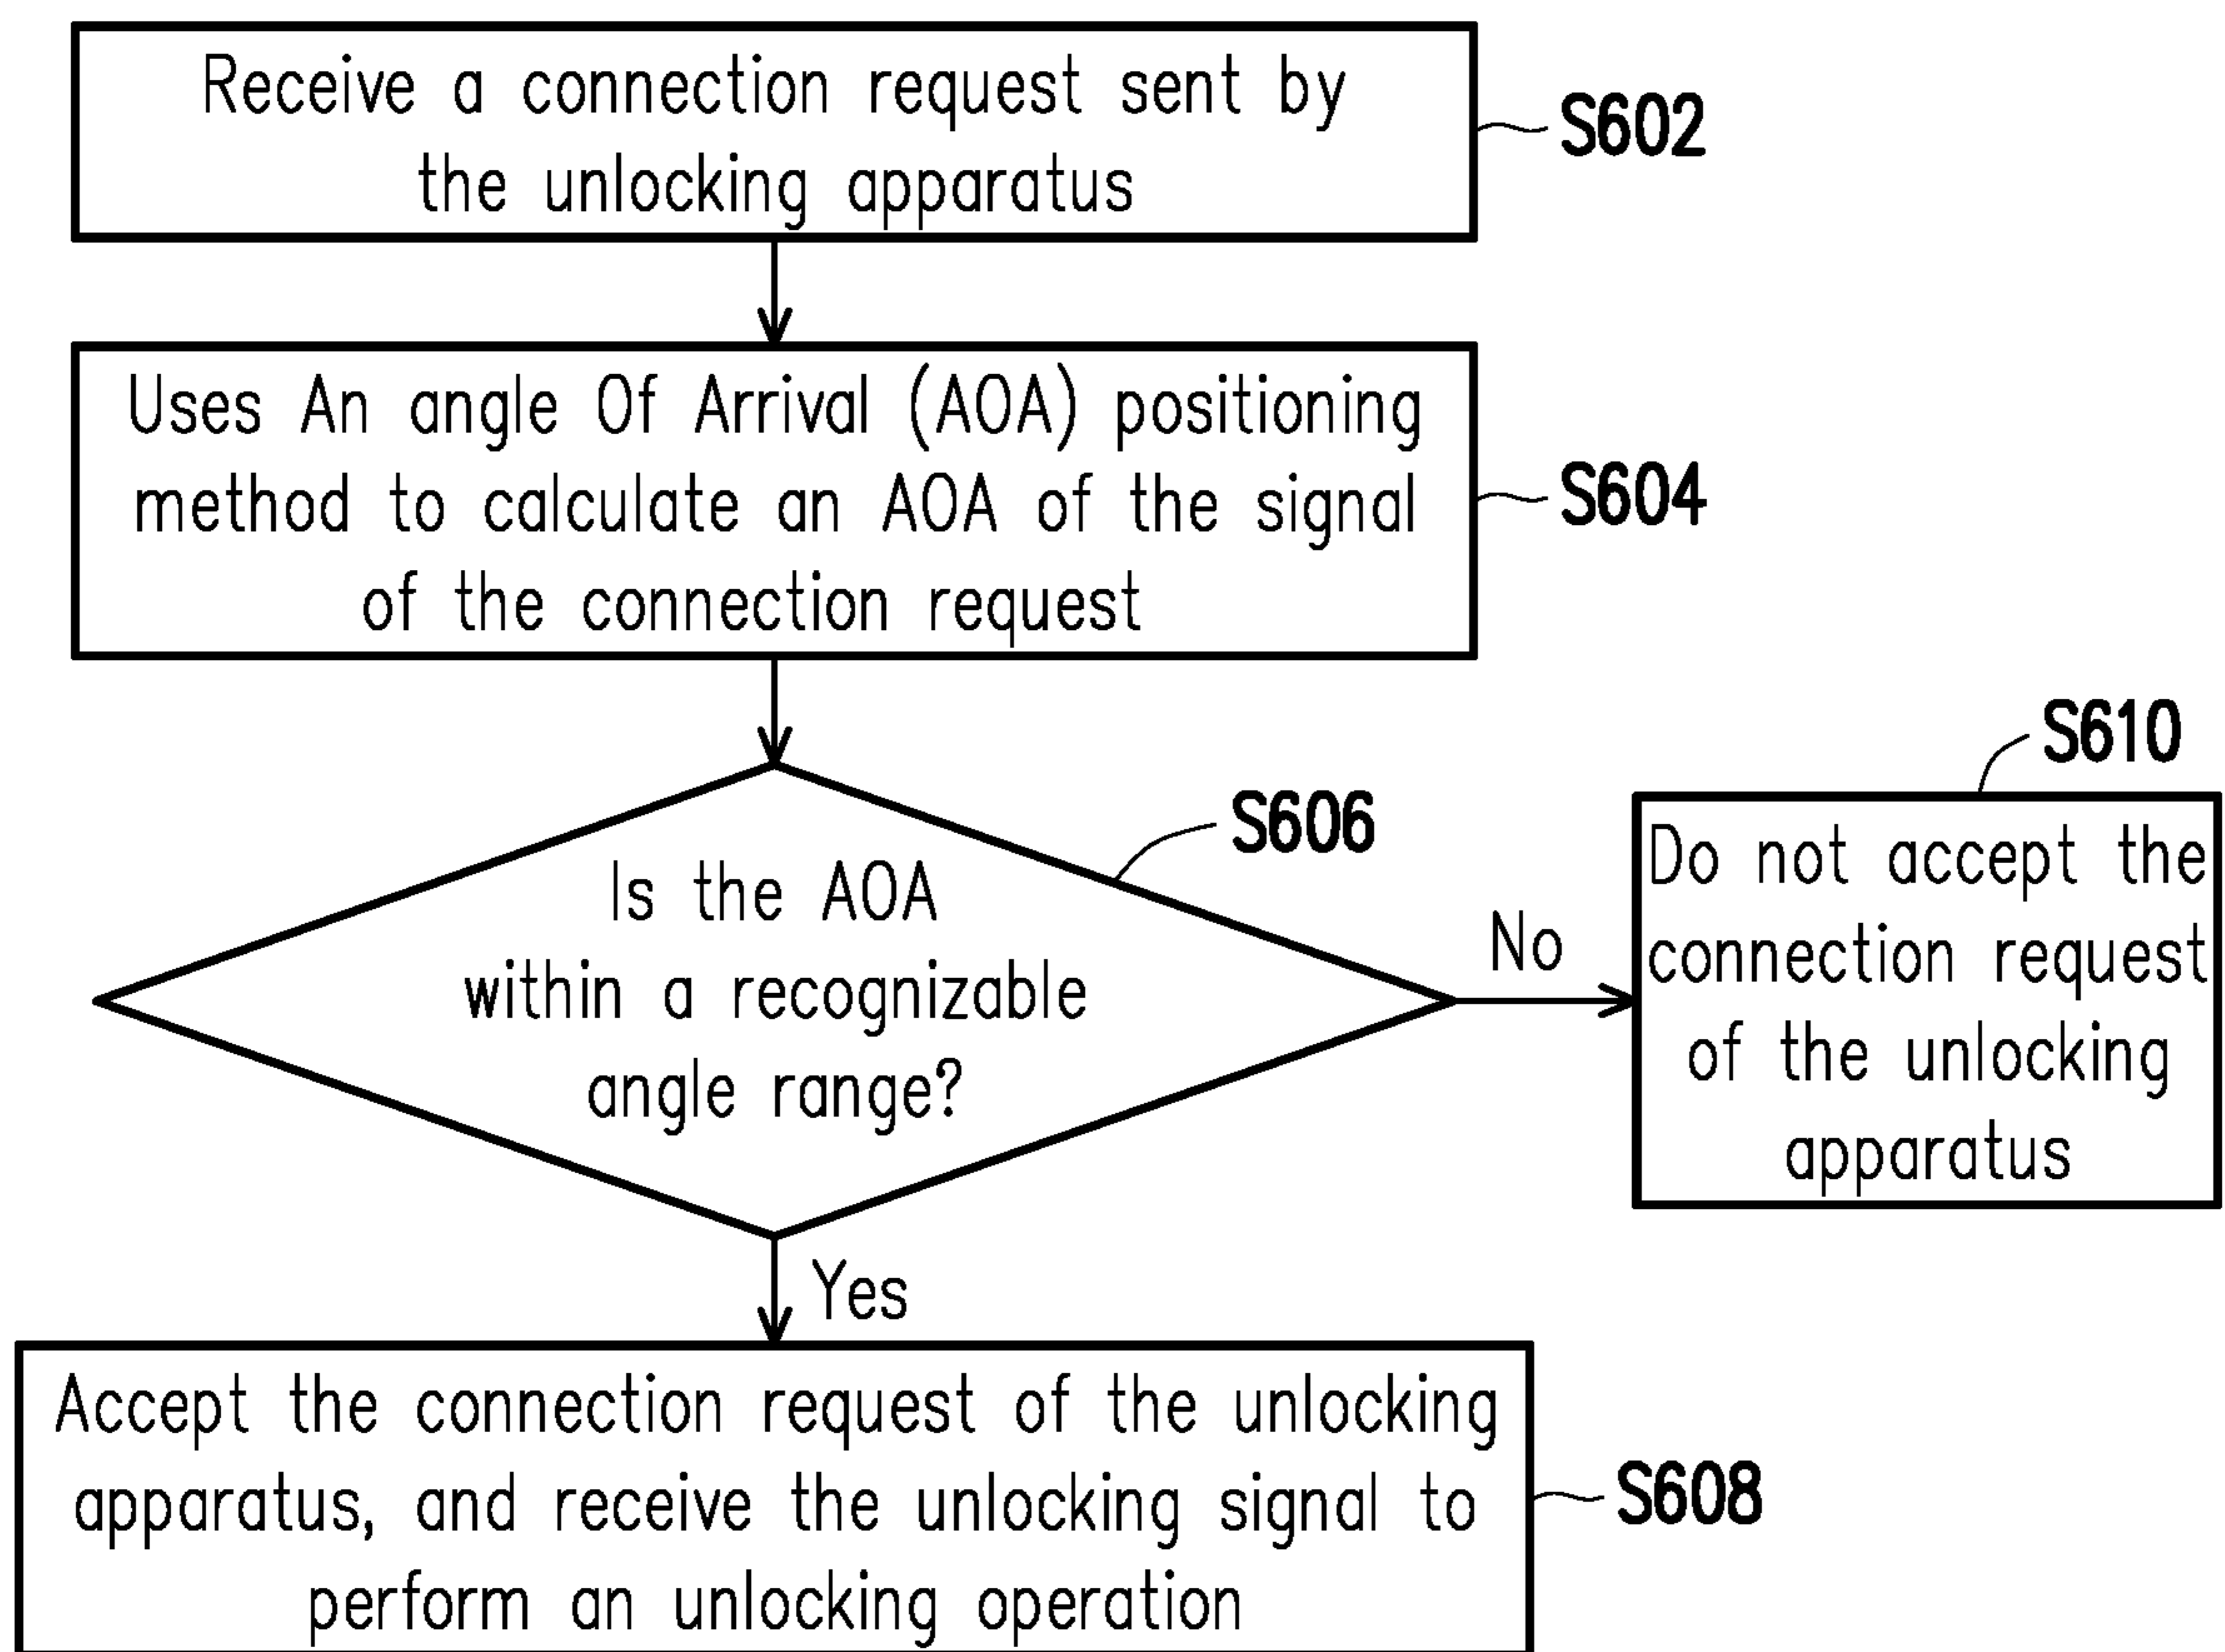 Receive a connection request sent by
the unlocking apparatus
S602
Uses An angle Of Arrival (AOA) positioning
method to calculate an AOA of the signal
of the connection request
S604
Is the AOA
within a recognizable
angle range?
S606
No
S610
Do not accept the
connection request
of the unlocking
apparatus
Yes
Accept the connection request of the unlocking
apparatus, and receive the unlocking signal to
perform an unlocking operation
S608